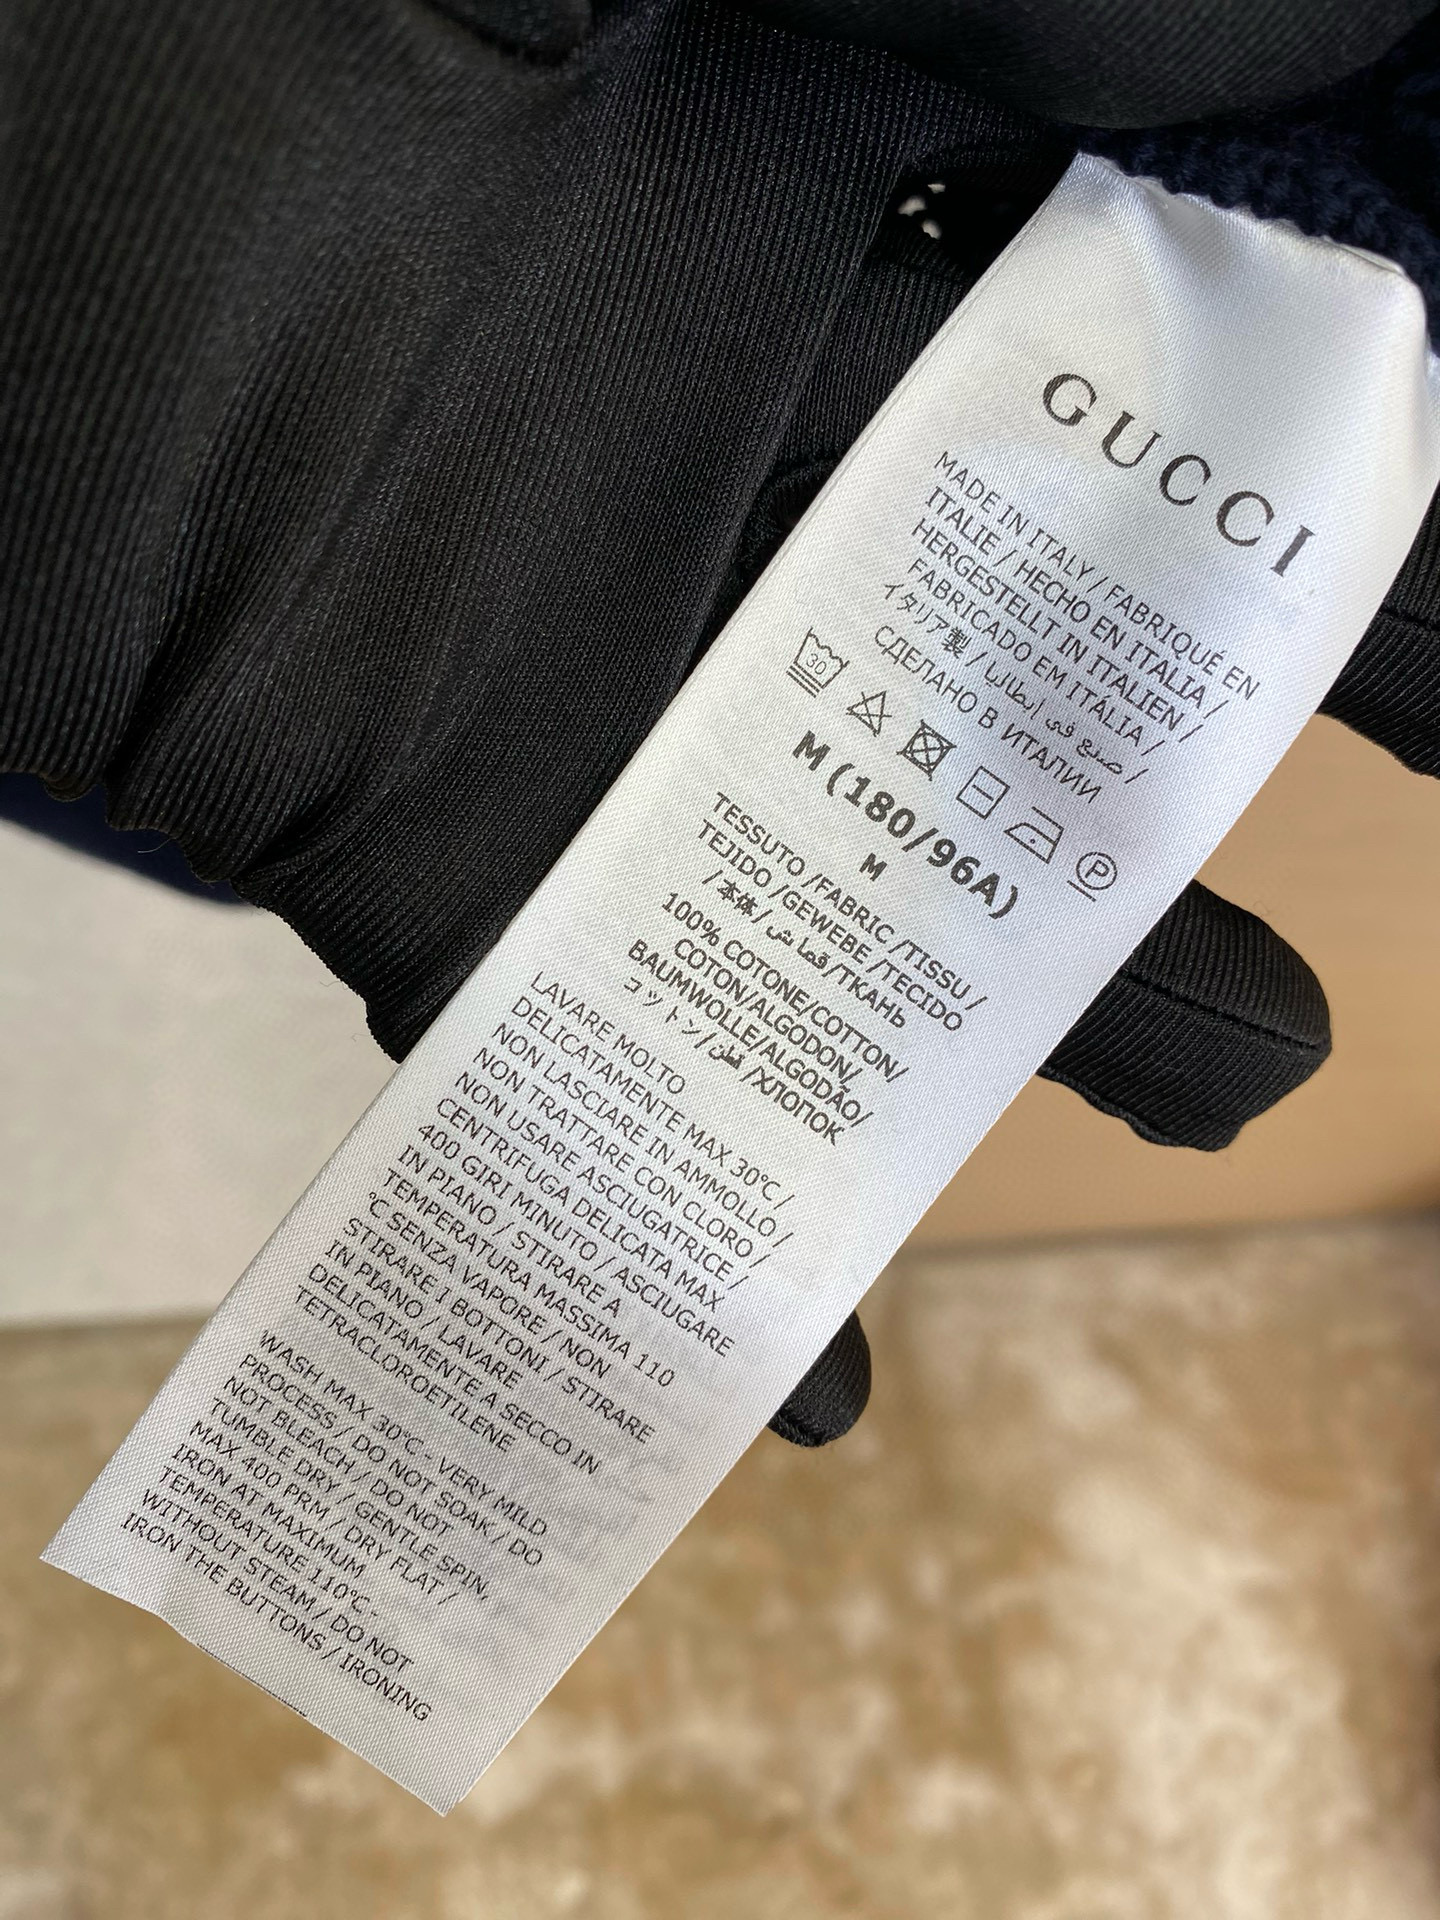 GUCCI
MADE IN ITALY / FABRIQUÉ EN
ITALIE / HECHO EN ITALIA /
HERGESTELLT IN ITALIEN /
FABRICADO EM ITÁLIA /
イタリア製 / صنع في ايطاليا /
СДЕЛАНО В ИТАЛИИ
30
P
M (180/96A)
M
TESSUTO /FABRIC /TISSU /
TEJIDO /GEWEBE /TECIDO
/ 本体 / قماش /ТКАНЬ
100% COTONE/COTTON/
COTON/ALGODON/
BAUMWOLLE/ALGODÃO/
コットン/قطن /ХЛОПОК
LAVARE MOLTO
DELICATAMENTE MAX 30°C /
NON LASCIARE IN AMMOLLO /
NON TRATTARE CON CLORO /
NON USARE ASCIUGATRICE /
CENTRIFUGA DELICATA MAX
400 GIRI MINUTO / ASCIUGARE
IN PIANO / STIRARE A
TEMPERATURA MASSIMA 110
°C SENZA VAPORE / NON
STIRARE I BOTTONI / STIRARE
IN PIANO / LAVARE
DELICATAMENTE A SECCO IN
TETRACLOROETILENE
WASH MAX 30°C - VERY MILD
PROCESS / DO NOT SOAK / DO
NOT BLEACH / DO NOT
TUMBLE DRY / GENTLE SPIN,
MAX 400 PRM / DRY FLAT /
IRON AT MAXIMUM
TEMPERATURE 110°C -
WITHOUT STEAM / DO NOT
IRON THE BUTTONS / IRONING